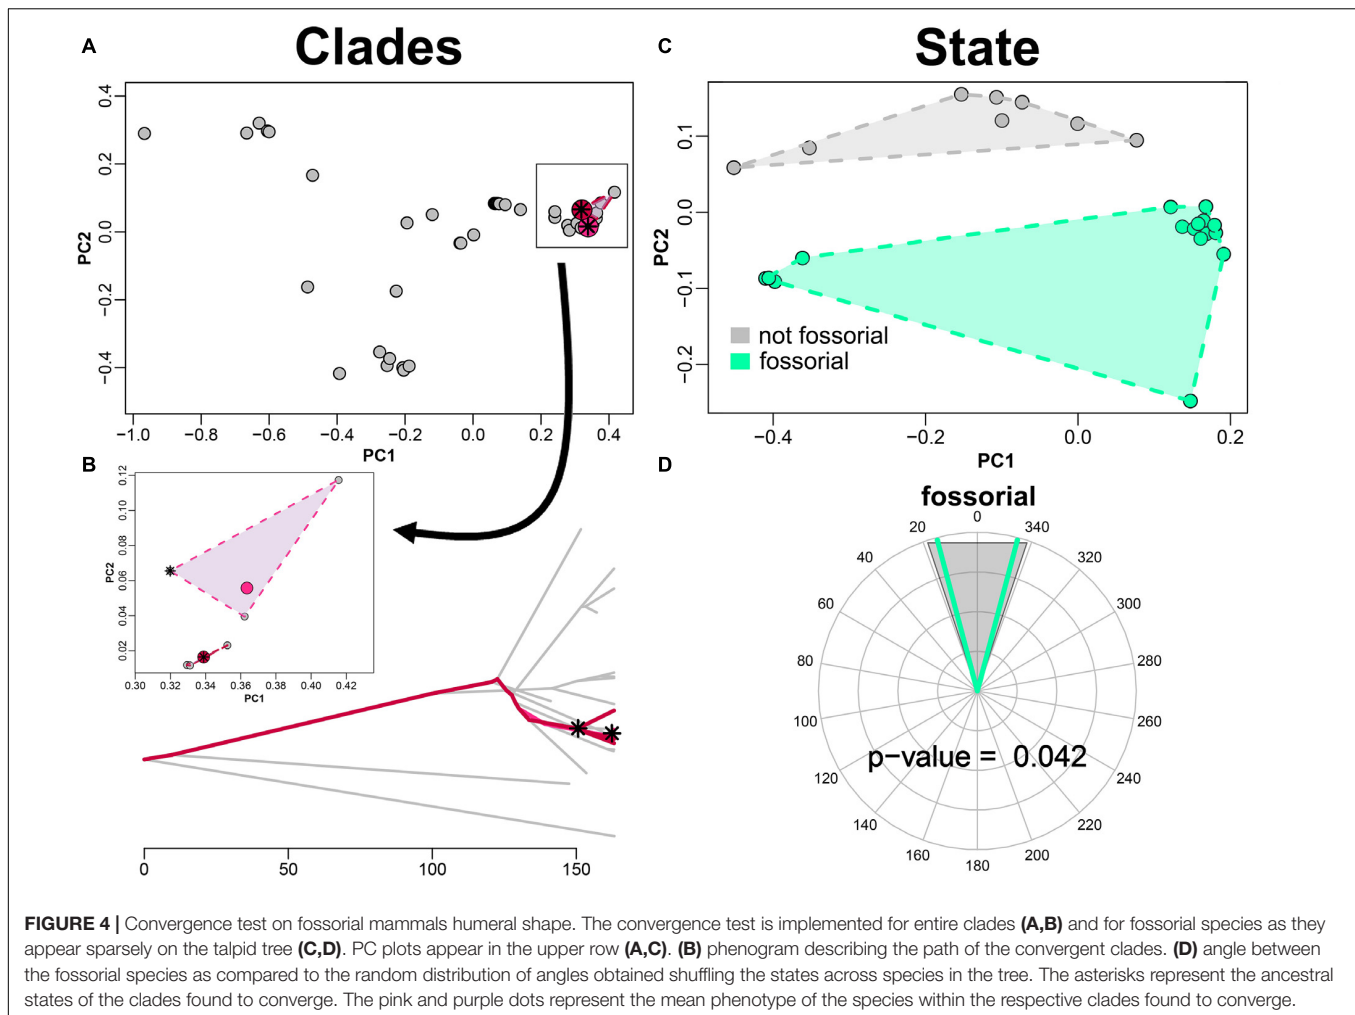 Clades
State
A
C
PC2
0.4
0.2
0.0
−0.2
−0.4
−1.0 −0.8 −0.6 −0.4 −0.2 0.0 0.2 0.4
PC1
PC2
0.1
0.0
−0.1
−0.2
not fossorial
fossorial
−0.4 −0.2 0.0 0.2
PC1
B
PC2
0.12
0.10
0.08
0.06
0.04
0.02
0.30 0.32 0.34 0.36 0.38 0.40 0.42
PC1
0 50 100 150
D
fossorial
0
20
340
40
320
60
300
80
280
100
260
p−value = 0.042
120
240
140
220
160
200
180
FIGURE 4 | Convergence test on fossorial mammals humeral shape. The convergence test is implemented for entire clades (A,B) and for fossorial species as they
appear sparsely on the talpid tree (C,D). PC plots appear in the upper row (A,C). (B) phenogram describing the path of the convergent clades. (D) angle between
the fossorial species as compared to the random distribution of angles obtained shuffling the states across species in the tree. The asterisks represent the ancestral
states of the clades found to converge. The pink and purple dots represent the mean phenotype of the species within the respective clades found to converge.